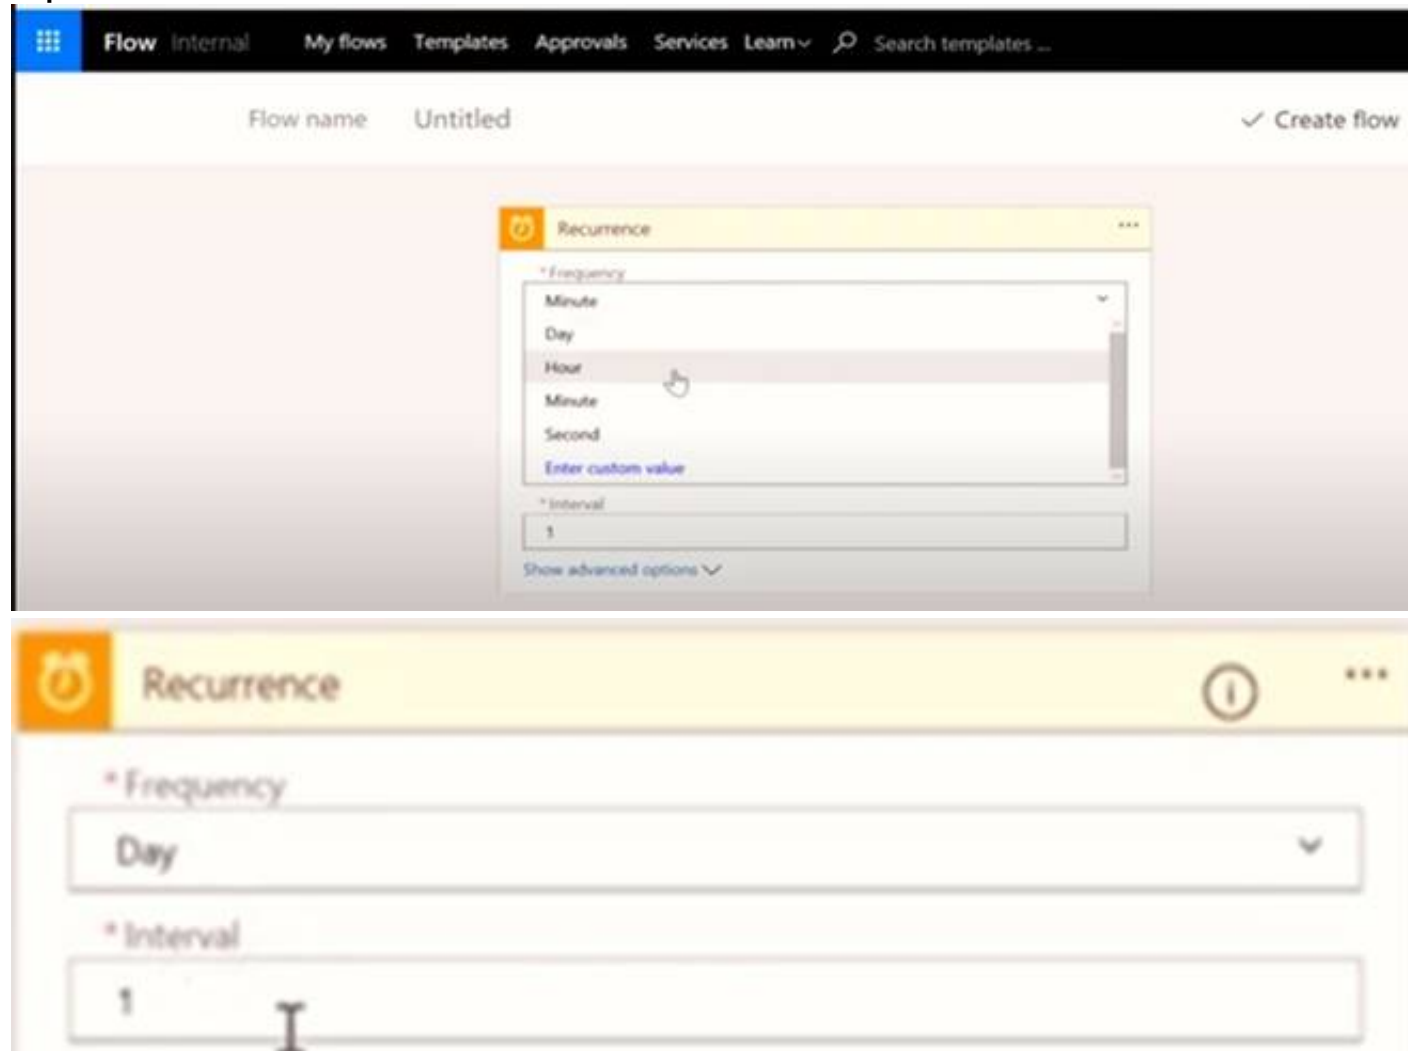 Flow Internal My flows Templates Approvals Services Learn Search templates ...
Flow name Untitled Create flow
Recurrence ...
* Frequency
Minute
Day
Hour
Minute
Second
Enter custom value
* Interval
1
Show advanced options
Recurrence i ...
* Frequency
Day
* Interval
1